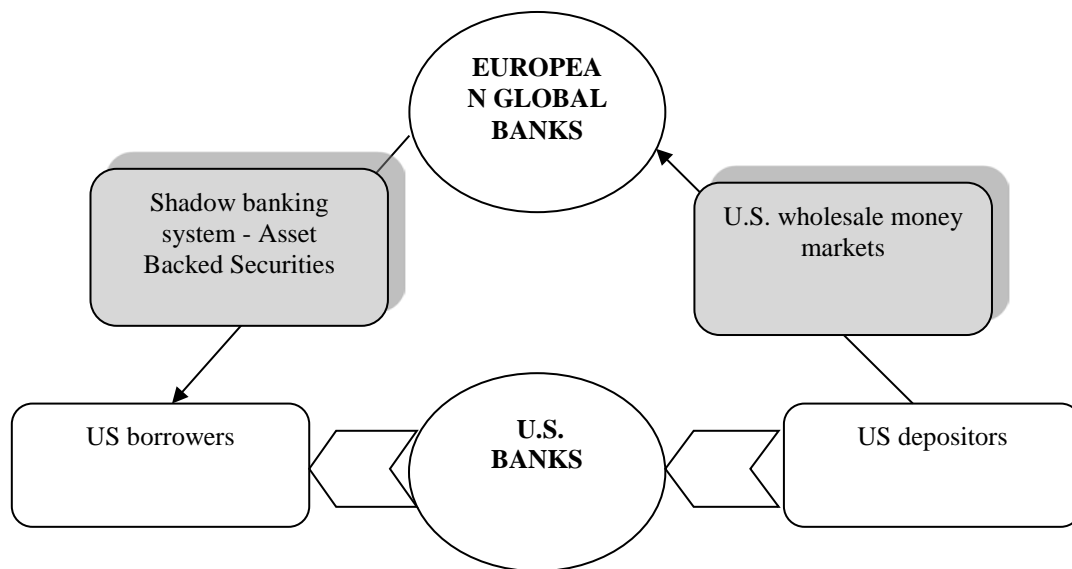 EUROPEA
N GLOBAL
BANKS
Shadow banking
system - Asset
Backed Securities
U.S. wholesale money
markets
US borrowers
U.S.
BANKS
US depositors